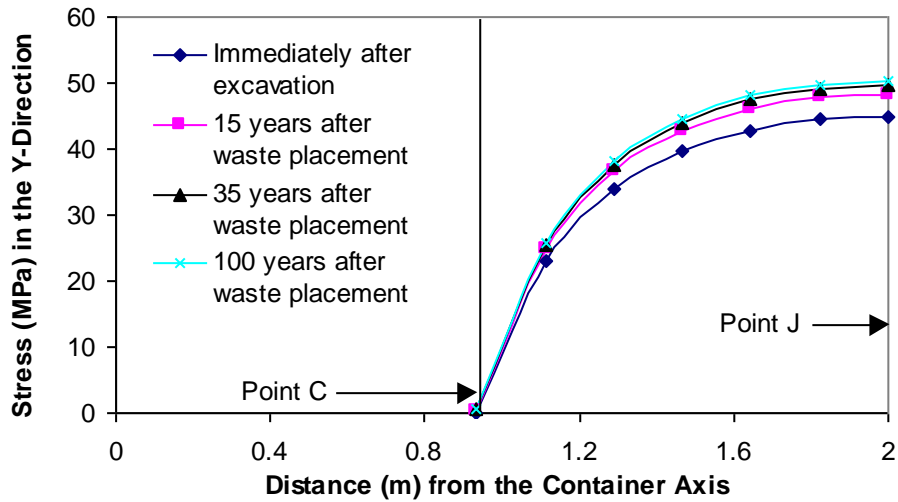 Stress (MPa) in the Y-Direction
60
50
40
30
20
10
0
Immediately after
excavation
15 years after
waste placement
35 years after
waste placement
100 years after
waste placement
Point J
Point C
0
0.4
0.8
1.2
1.6
2
Distance (m) from the Container Axis